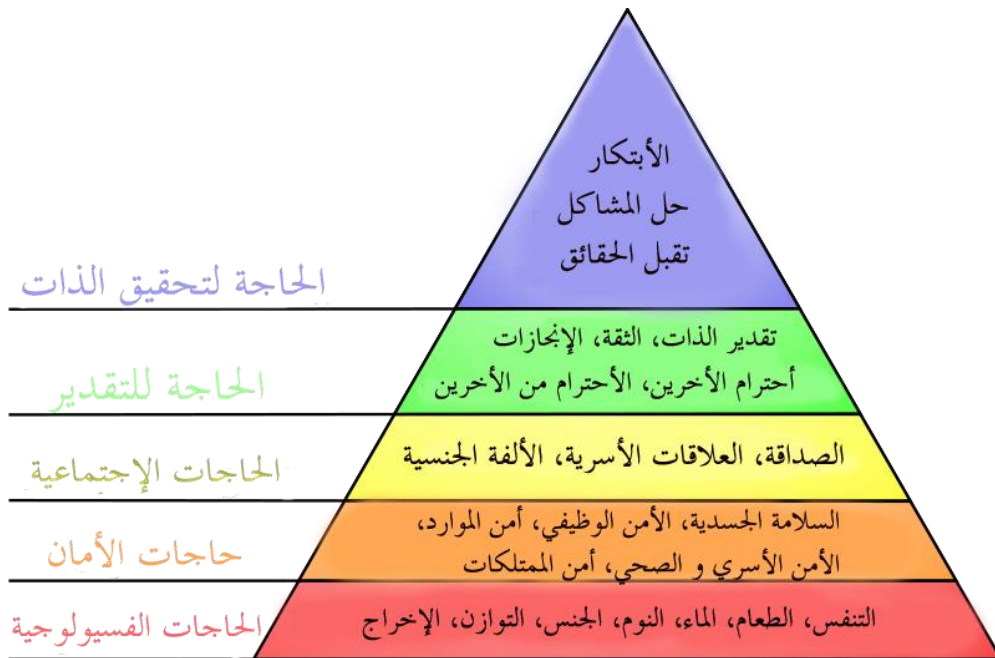 الأبتكار
حل المشاكل
تقبل الحقائق
الحاجة لتحقيق الذات
تقدير الذات، الثقة، الإنجازات
أحترام الأخرين، الأحترام من الأخرين
الحاجة للتقدير
الصداقة، العلاقات الأسرية، الألفة الجنسية
الحاجات الإجتماعية
السلامة الجسدية، الأمن الوظيفي، أمن الموارد،
الأمن الأسري و الصحي، أمن الممتلكات
حاجات الأمان
التنفس، الطعام، الماء، النوم، الجنس، التوازن، الإخراج
الحاجات الفسيولوجية